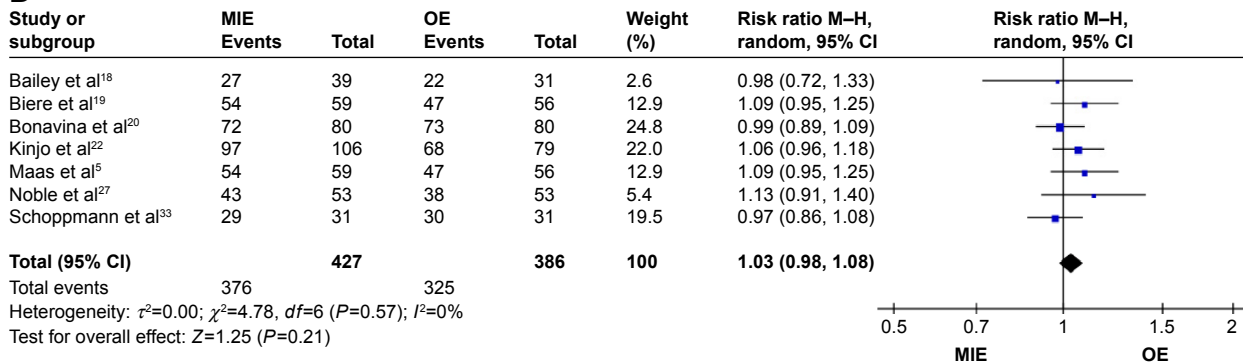 Study or MIE OE Weight Risk ratio M–H, Risk ratio M–H,
subgroup Events Total Events Total (%) random, 95% CI random, 95% CI
Bailey et al¹⁸ 27 39 22 31 2.6 0.98 (0.72, 1.33)
Biere et al¹⁹ 54 59 47 56 12.9 1.09 (0.95, 1.25)
Bonavina et al²⁰ 72 80 73 80 24.8 0.99 (0.89, 1.09)
Kinjo et al²² 97 106 68 79 22.0 1.06 (0.96, 1.18)
Maas et al⁵ 54 59 47 56 12.9 1.09 (0.95, 1.25)
Noble et al²⁷ 43 53 38 53 5.4 1.13 (0.91, 1.40)
Schoppmann et al³³ 29 31 30 31 19.5 0.97 (0.86, 1.08)
Total (95% CI) 427 386 100 1.03 (0.98, 1.08)
Total events 376 325
Heterogeneity: τ²=0.00; χ²=4.78, df=6 (P=0.57); I²=0%
Test for overall effect: Z=1.25 (P=0.21)
0.5 0.7 1 1.5 2
MIE OE